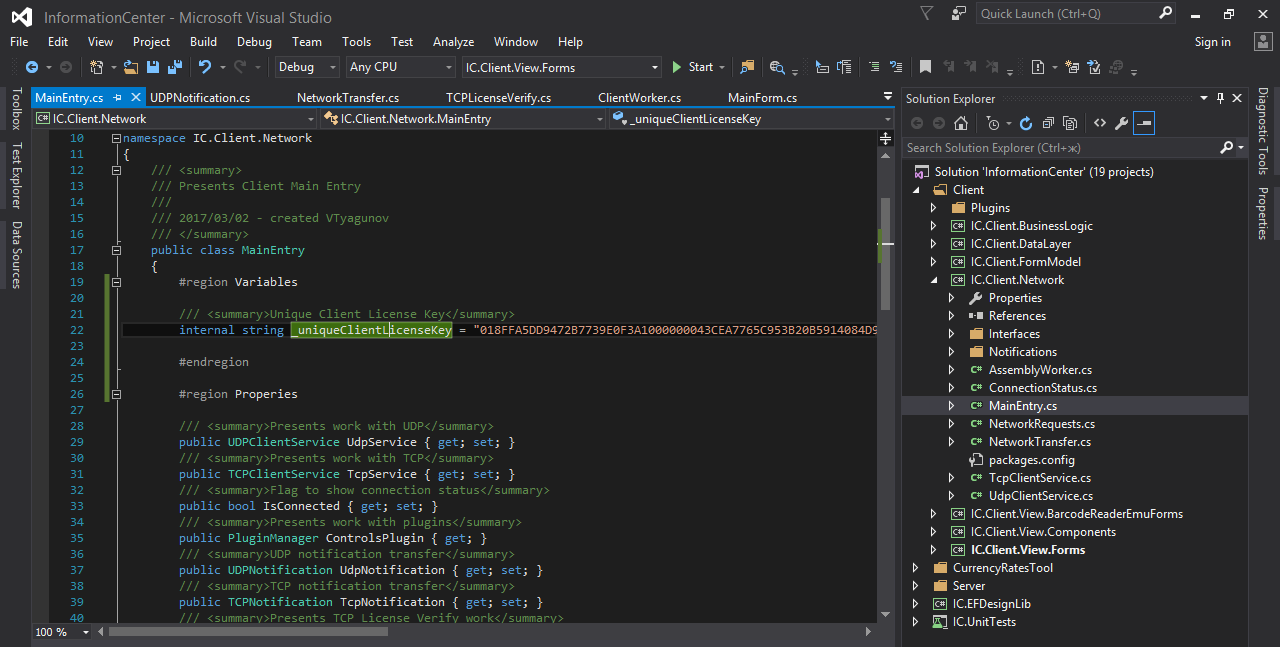 InformationCenter - Microsoft Visual Studio
Quick Launch (Ctrl+Q)
File Edit View Project Build Debug Team Tools Test Analyze Window Help
Sign in
Debug Any CPU IC.Client.View.Forms Start
Toolbox
Test Explorer
Data Sources
MainEntry.cs UDPNotification.cs NetworkTransfer.cs TCPLicenseVerify.cs ClientWorker.cs MainForm.cs
IC.Client.Network IC.Client.Network.MainEntry _uniqueClientLicenseKey
10 namespace IC.Client.Network
11 {
12 /// <summary>
13 /// Presents Client Main Entry
14 ///
15 /// 2017/03/02 - created VTyagunov
16 /// </summary>
17 public class MainEntry
18 {
19 #region Variables
20
21 /// <summary>Unique Client License Key</summary>
22 internal string _uniqueClientLicenseKey = "018FFA5DD9472B7739E0F3A1000000043CEA7765C953B20B5914084D9
23
24 #endregion
25
26 #region Properies
27
28 /// <summary>Presents work with UDP</summary>
29 public UDPClientService UdpService { get; set; }
30 /// <summary>Presents work with TCP</summary>
31 public TCPClientService TcpService { get; set; }
32 /// <summary>Flag to show connection status</summary>
33 public bool IsConnected { get; set; }
34 /// <summary>Presents work with plugins</summary>
35 public PluginManager ControlsPlugin { get; }
36 /// <summary>UDP notification transfer</summary>
37 public UDPNotification UdpNotification { get; set; }
38 /// <summary>TCP notification transfer</summary>
39 public TCPNotification TcpNotification { get; set; }
40 /// <summary>Presents TCP License Verify work</summary>
100 %
Solution Explorer
Search Solution Explorer (Ctrl+ж)
Solution 'InformationCenter' (19 projects)
Client
Plugins
C# IC.Client.BusinessLogic
C# IC.Client.DataLayer
C# IC.Client.FormModel
C# IC.Client.Network
Properties
References
Interfaces
Notifications
C# AssemblyWorker.cs
C# ConnectionStatus.cs
C# MainEntry.cs
C# NetworkRequests.cs
C# NetworkTransfer.cs
packages.config
C# TcpClientService.cs
C# UdpClientService.cs
C# IC.Client.View.BarcodeReaderEmuForms
C# IC.Client.View.Components
C# IC.Client.View.Forms
CurrencyRatesTool
Server
C# IC.EFDesignLib
IC.UnitTests
Diagnostic Tools
Properties